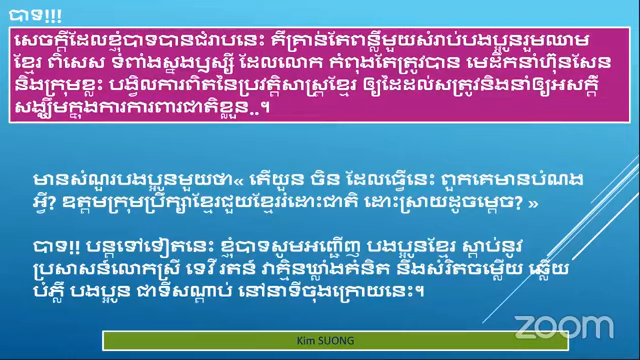 បាទ!!!
សេចក្ដីដែលខ្ញុំបាទបានជំរាបនេះ គឺគ្រាន់តែពន្លឺមួយសំរាប់បងប្អូនរួមឈាម
ខ្មែរ ពិសេស ទំពាំងស្នងឫស្សី ដែលលោក កំពុងតែត្រូវបាន មេដឹកនាំហ៊ុនសែន
និងក្រុមខ្លះ បង្វិលការពិតនៃប្រវត្តិសាស្ត្រខ្មែរ ឲ្យដៃដល់សត្រូវនិងនាំឲ្យអសក្ដិ៍
សង្ឃឹមក្នុងការការពារជាតិខ្លួន..។
មានសំណួរបងប្អូនមួយថា« តើយួន ចិន ដែលធ្វើនេះ ពួកគេមានបំណង
អ្វី? ឧត្តមក្រុមប្រឹក្សាខ្មែរជួយខ្មែររំដោះជាតិ ដោះស្រាយដូចម្ដេច? »
បាទ!! បន្តទៅទៀតនេះ ខ្ញុំបាទសូមអញ្ជើញ បងប្អូនខ្មែរ ស្ដាប់នូវ
ប្រសាសន៍លោកស្រី ទេវី រតន៍ វាគ្មិនឃ្លាំងគំនិត នឹងសំរិតចម្លើយ ឆ្លើយ
បំភ្លឺ បងប្អូន ជាទីសណ្ដាប់ នៅនាទីចុងក្រោយនេះ។
Kim SUONG
zoom